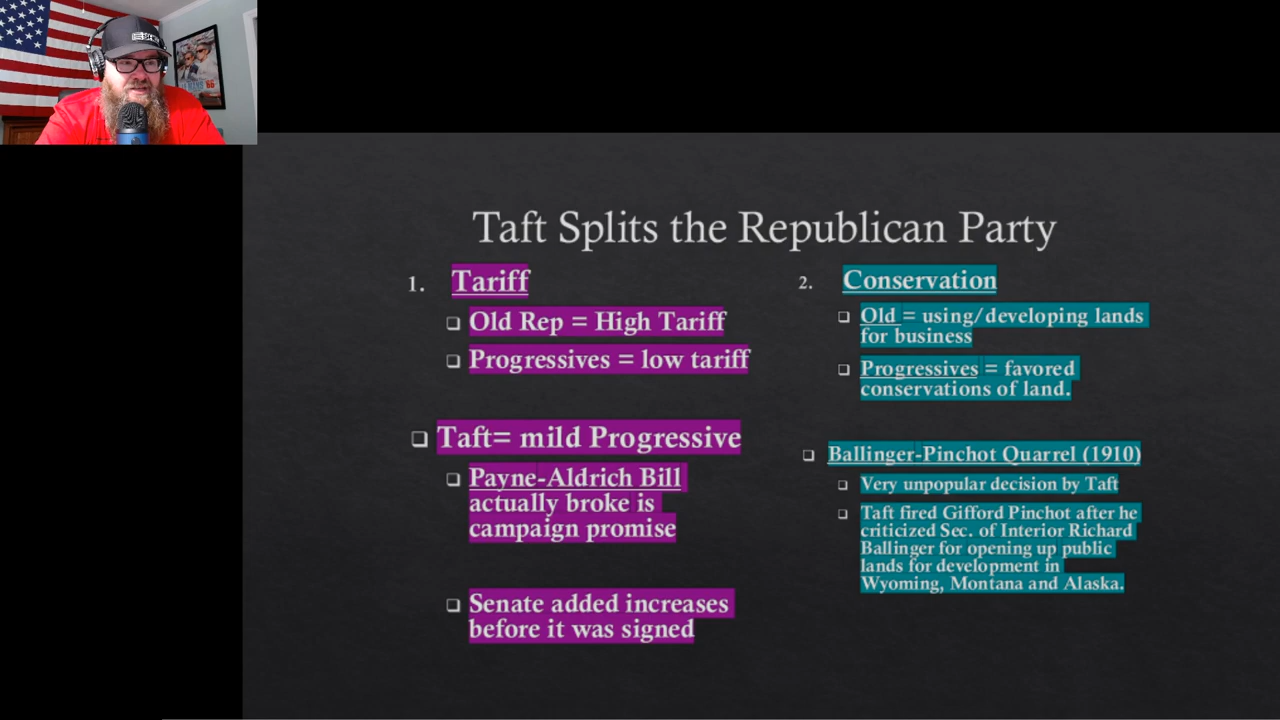 Taft Splits the Republican Party
1. Tariff
Old Rep = High Tariff
Progressives = low tariff
Taft= mild Progressive
Payne-Aldrich Bill
actually broke is
campaign promise
Senate added increases
before it was signed
2. Conservation
Old = using/developing lands
for business
Progressives = favored
conservations of land.
Ballinger-Pinchot Quarrel (1910)
Very unpopular decision by Taft
Taft fired Gifford Pinchot after he
criticized Sec. of Interior Richard
Ballinger for opening up public
lands for development in
Wyoming, Montana and Alaska.